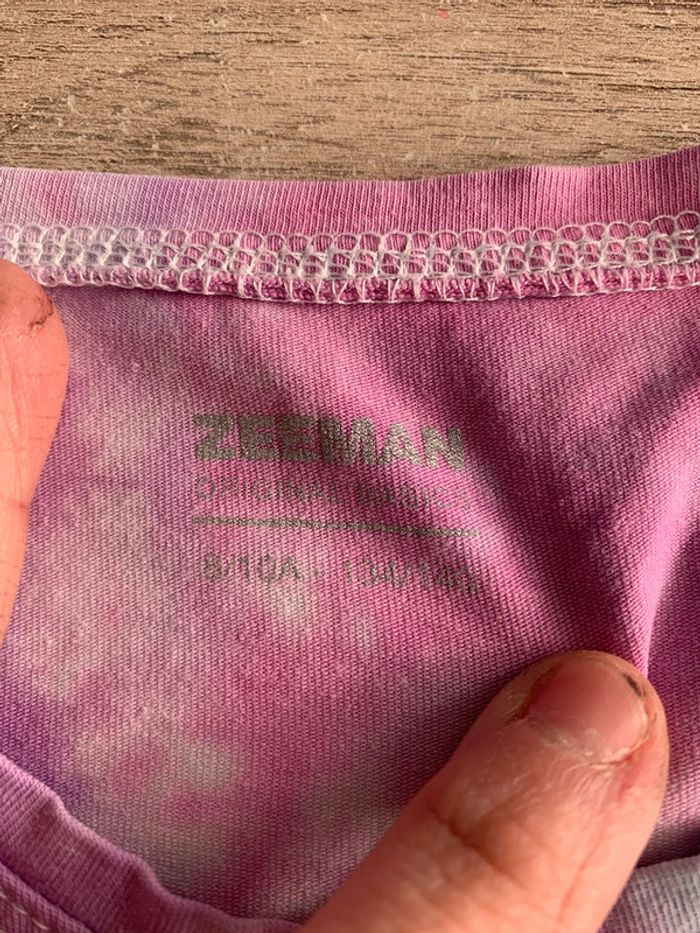 ZEEMAN
ORIGINAL BASICS
8/10A - 134/140